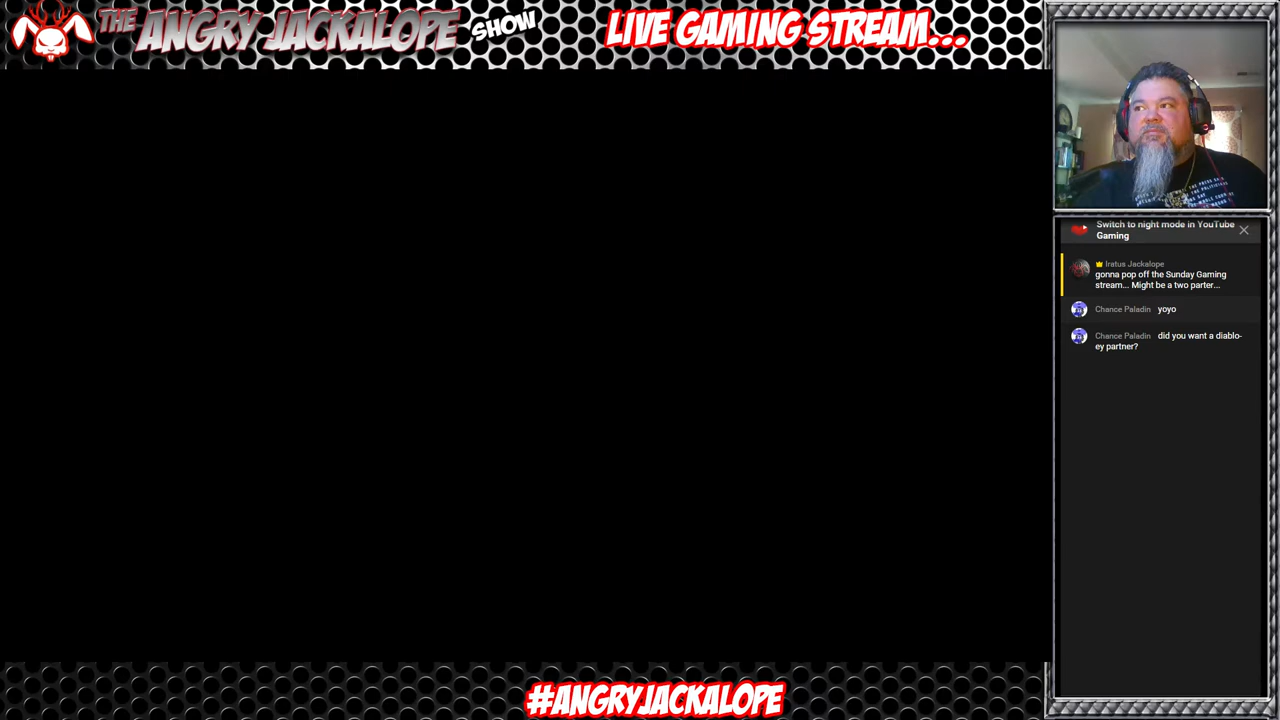 THE ANGRY JACKALOPE SHOW
LIVE GAMING STREAM...
Switch to night mode in YouTube
Gaming
Iratus Jackalope
gonna pop off the Sunday Gaming
stream... Might be a two parter...
Chance Paladin yoyo
Chance Paladin did you want a diablo-
ey partner?
#ANGRYJACKALOPE